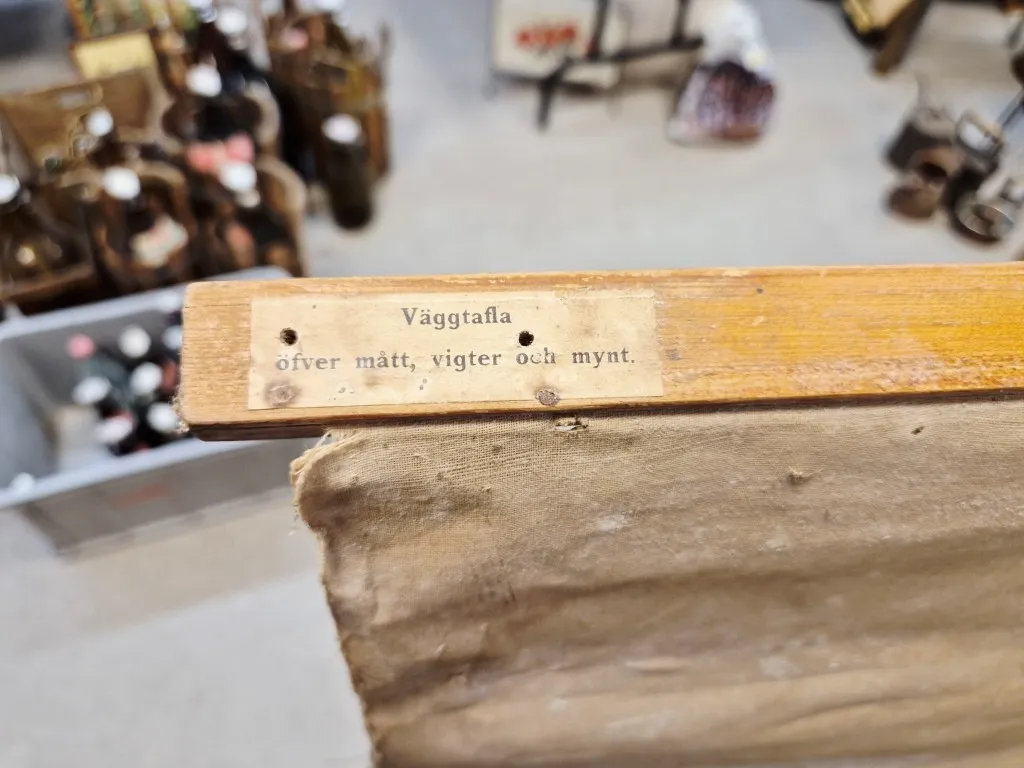 Väggtafla
öfver mått, vigter och mynt.